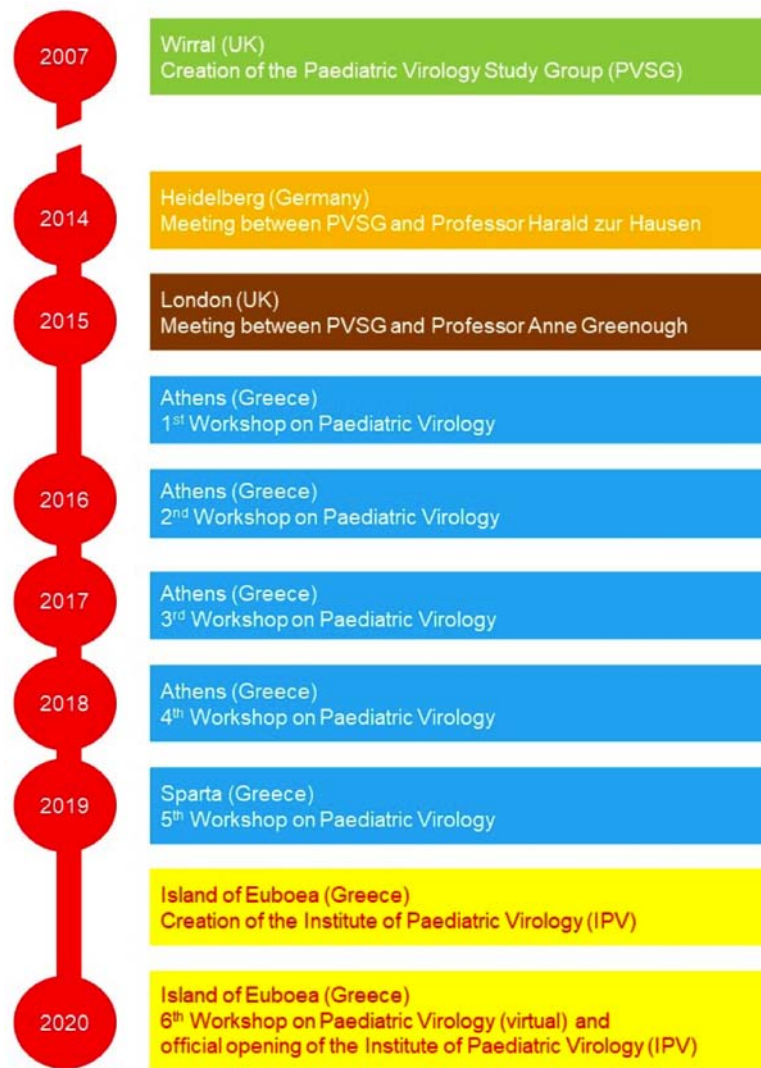 2007
Wirral (UK)
Creation of the Paediatric Virology Study Group (PVSG)
2014
Heidelberg (Germany)
Meeting between PVSG and Professor Harald zur Hausen
2015
London (UK)
Meeting between PVSG and Professor Anne Greenough
Athens (Greece)
1st Workshop on Paediatric Virology
2016
Athens (Greece)
2nd Workshop on Paediatric Virology
2017
Athens (Greece)
3rd Workshop on Paediatric Virology
2018
Athens (Greece)
4th Workshop on Paediatric Virology
2019
Sparta (Greece)
5th Workshop on Paediatric Virology
Island of Euboea (Greece)
Creation of the Institute of Paediatric Virology (IPV)
2020
Island of Euboea (Greece)
6th Workshop on Paediatric Virology (virtual) and
official opening of the Institute of Paediatric Virology (IPV)